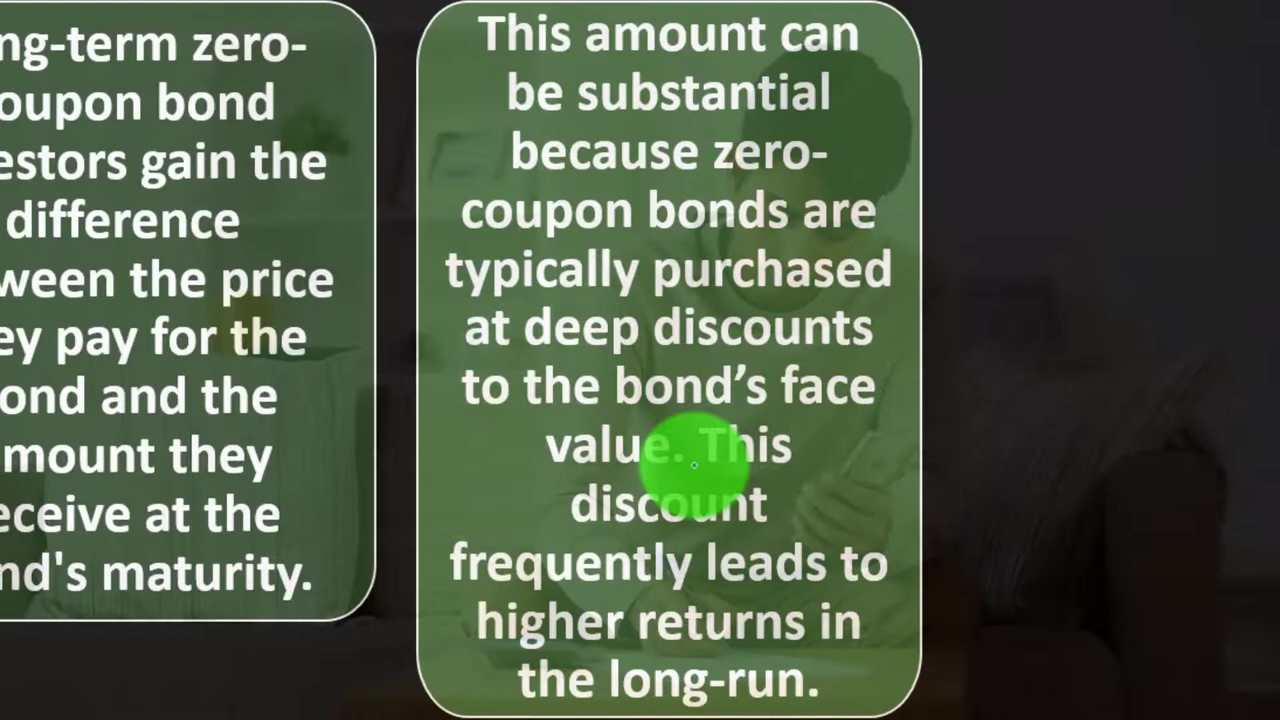 ng-term zero-
oupon bond
estors gain the
difference
ween the price
ey pay for the
ond and the
mount they
eceive at the
nd's maturity.
This amount can
be substantial
because zero-
coupon bonds are
typically purchased
at deep discounts
to the bond’s face
value. This
discount
frequently leads to
higher returns in
the long-run.